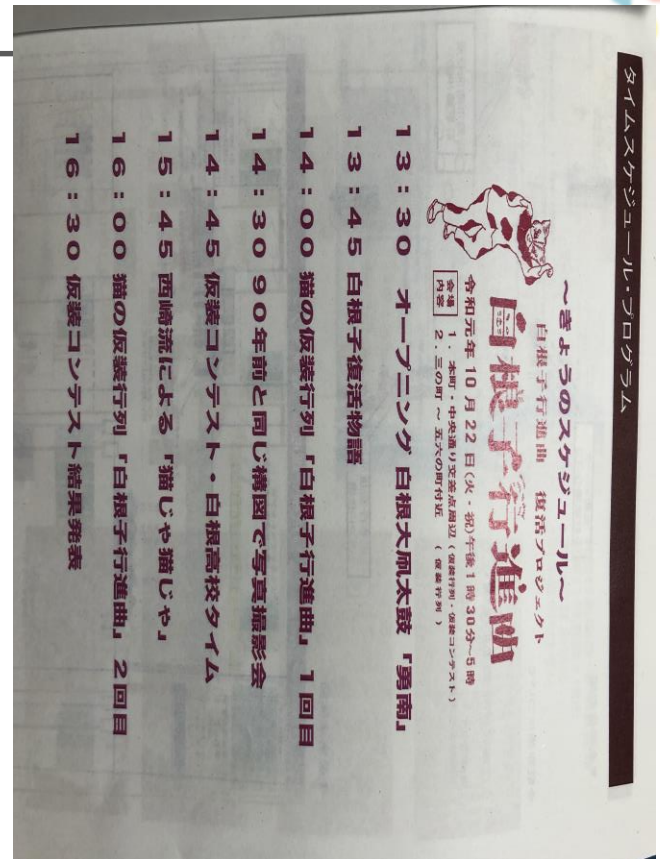 タイムスケジュール・プログラム
～きょうのスケジュール～
白根子行進曲 復活プロジェクト
白根子行進曲
令和元年10月22日(火・祝)午後1時30分～5時
会場
内容
1．本町・中央通り交差点周辺（仮装行列・仮装コンテスト）
2．三の町～五六の町付近（仮装行列）
13：30 オープニング 白根大凧太鼓「勇南」
13：45 白根子復活物語
14：00 猫の仮装行列「白根子行進曲」1回目
14：30 90年前と同じ構図で写真撮影会
14：45 仮装コンテスト・白根高校タイム
15：45 西崎流による「猫じゃ猫じゃ」
16：00 猫の仮装行列「白根子行進曲」2回目
16：30 仮装コンテスト結果発表